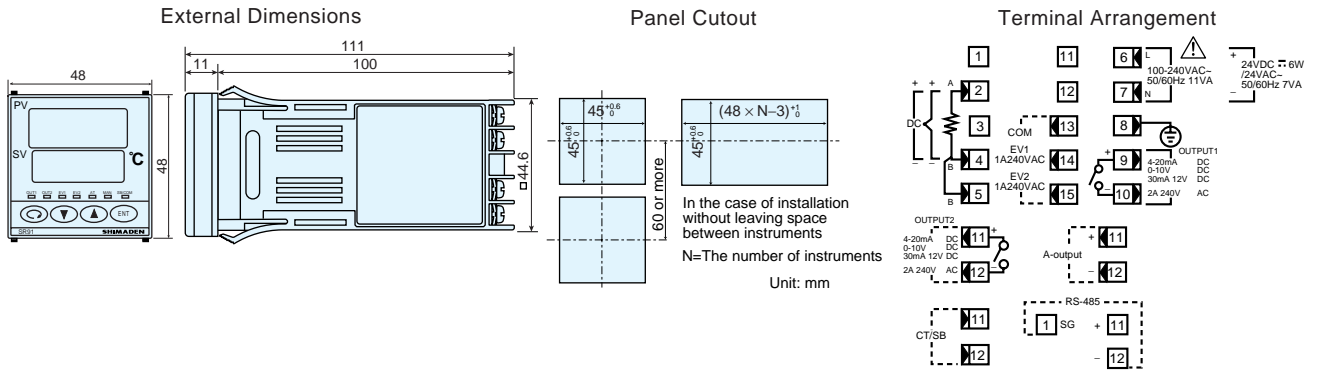 External Dimensions
Panel Cutout
Terminal Arrangement
111
11
100
48
PV
SV
°C
48
OUT1 OUT2 EV1 EV2 AT MAN SB/COM
ENT
SR91
SHIMADEN
□44.6
45 +0.6 0
45 +0.6 0
60 or more
(48 × N–3) +1 0
45 +0.6 0
In the case of installation
without leaving space
between instruments
N=The number of instruments
Unit: mm
1
2
3
4
5
+ +
DC
– –
A
B
B
11
12
13
14
15
COM
EV1
1A240VAC
EV2
1A240VAC
6
7
8
9
10
L
100-240VAC~
50/60Hz 11VA
N
+
24VDC ⎓ 6W
/24VAC~
50/60Hz 7VA
–
OUTPUT1
+
–
4-20mA DC
0-10V DC
30mA 12V DC
2A 240V AC
OUTPUT2
4-20mA DC
0-10V DC
30mA 12V DC
2A 240V AC
11 +
12 –
A-output
+ 11
– 12
CT/SB
11
12
RS-485
1 SG
+ 11
– 12